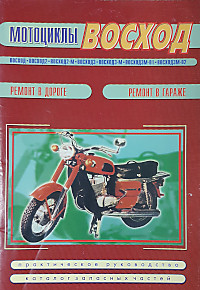 МОТОЦИКЛЫ ВОСХОД
ВОСХОД•ВОСХОД2•ВОСХОД2-М•ВОСХОД3•ВОСХОД3-М•ВОСХОД3М-01•ВОСХОД3М-02
РЕМОНТ В ДОРОГЕ РЕМОНТ В ГАРАЖЕ
практическое руководство
каталог запасных частей